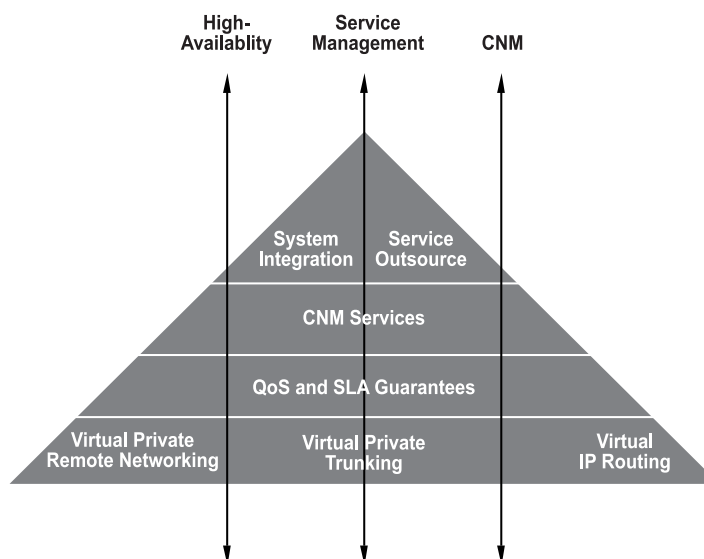 High-
Availablity
Service
Management
CNM
System
Integration
Service
Outsource
CNM Services
QoS and SLA Guarantees
Virtual Private
Remote Networking
Virtual Private
Trunking
Virtual
IP Routing